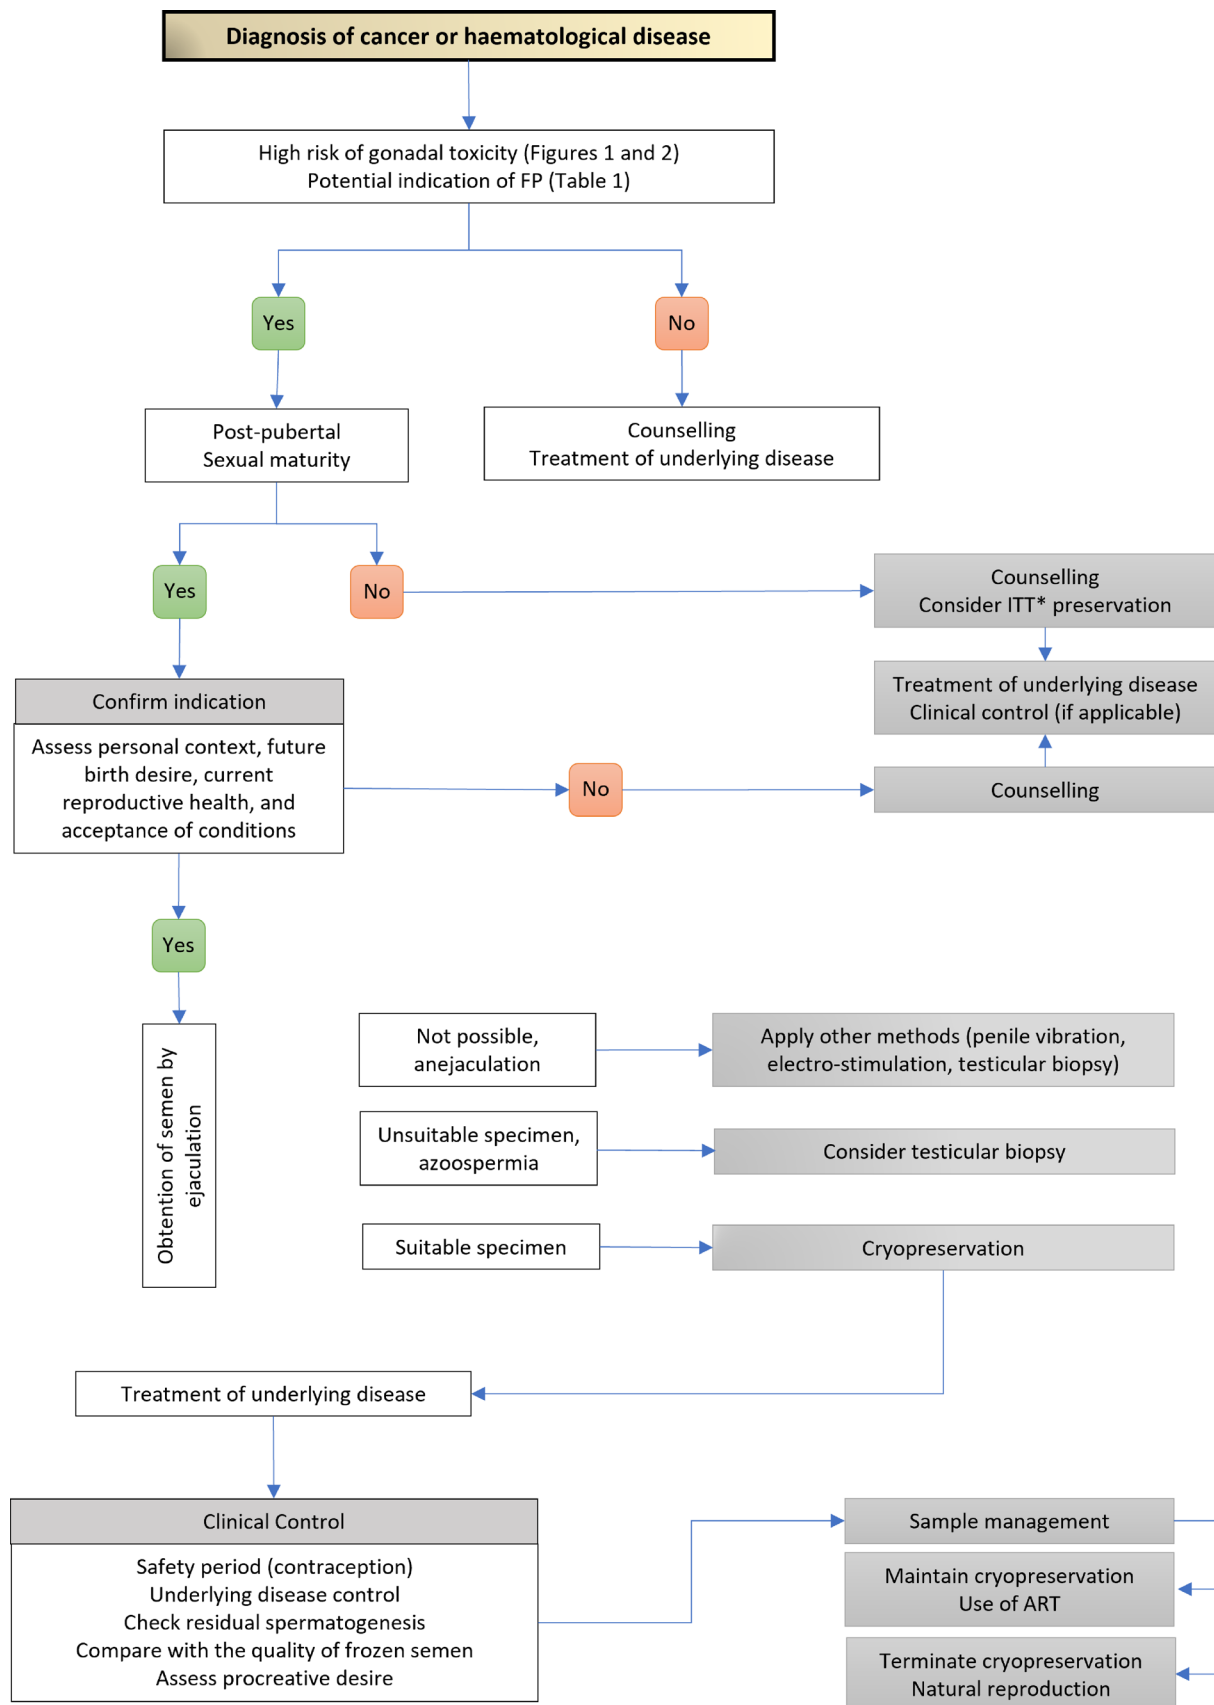 Diagnosis of cancer or haematological disease
High risk of gonadal toxicity (Figures 1 and 2)
Potential indication of FP (Table 1)
Yes
No
Post-pubertal
Sexual maturity
Counselling
Treatment of underlying disease
Yes
No
Counselling
Consider ITT* preservation
Treatment of underlying disease
Clinical control (if applicable)
Confirm indication
Assess personal context, future
birth desire, current
reproductive health, and
acceptance of conditions
No
Counselling
Yes
Obtention of semen by
ejaculation
Not possible,
anejaculation
Apply other methods (penile vibration,
electro-stimulation, testicular biopsy)
Unsuitable specimen,
azoospermia
Consider testicular biopsy
Suitable specimen
Cryopreservation
Treatment of underlying disease
Clinical Control
Safety period (contraception)
Underlying disease control
Check residual spermatogenesis
Compare with the quality of frozen semen
Assess procreative desire
Sample management
Maintain cryopreservation
Use of ART
Terminate cryopreservation
Natural reproduction